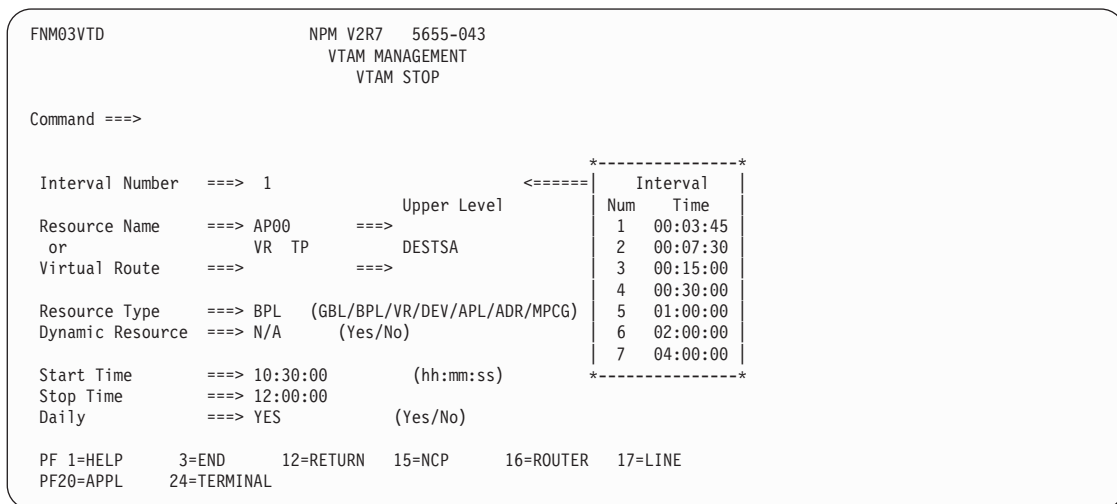 FNM03VTD                         NPM V2R7   5655-043
                                   VTAM MANAGEMENT
                                      VTAM STOP

Command ===>

                                                                   *---------------*
 Interval Number   ===>  1                                 <======|   Interval    |
                                             Upper Level          | Num   Time    |
 Resource Name     ===> AP00       ===>                           |  1   00:03:45 |
  or                    VR  TP               DESTSA               |  2   00:07:30 |
 Virtual Route     ===>            ===>                           |  3   00:15:00 |
                                                                  |  4   00:30:00 |
 Resource Type     ===> BPL   (GBL/BPL/VR/DEV/APL/ADR/MPCG)       |  5   01:00:00 |
 Dynamic Resource  ===> N/A      (Yes/No)                         |  6   02:00:00 |
                                                                  |  7   04:00:00 |
 Start Time        ===> 10:30:00         (hh:mm:ss)               *---------------*
 Stop Time         ===> 12:00:00
 Daily             ===> YES            (Yes/No)

 PF 1=HELP      3=END      12=RETURN   15=NCP      16=ROUTER   17=LINE
 PF20=APPL     24=TERMINAL